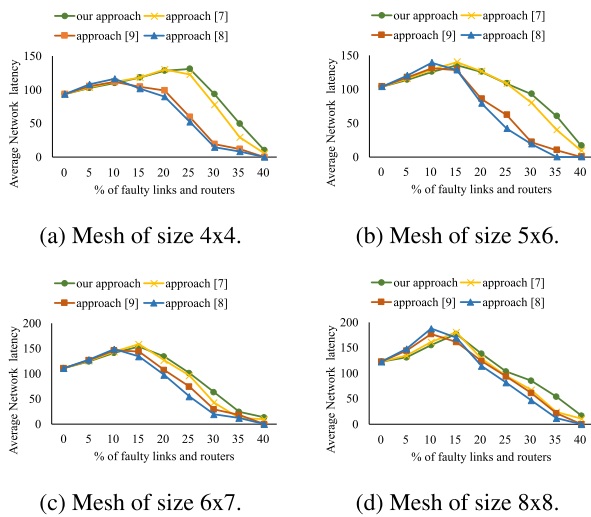 our approach approach [7]
approach [9] approach [8]
Average Network latency
150
100
50
0
0 5 10 15 20 25 30 35 40
% of faulty links and routers
(a) Mesh of size 4x4.
our approach approach [7]
approach [9] approach [8]
Average Network latency
150
100
50
0
0 5 10 15 20 25 30 35 40
% of faulty links and routers
(b) Mesh of size 5x6.
our approach approach [7]
approach [9] approach [8]
Average Network latency
200
150
100
50
0
0 5 10 15 20 25 30 35 40
% of faulty links and routers
(c) Mesh of size 6x7.
our approach approach [7]
approach [9] approach [8]
Average Network latency
200
150
100
50
0
0 5 10 15 20 25 30 35 40
% of faulty links and routers
(d) Mesh of size 8x8.